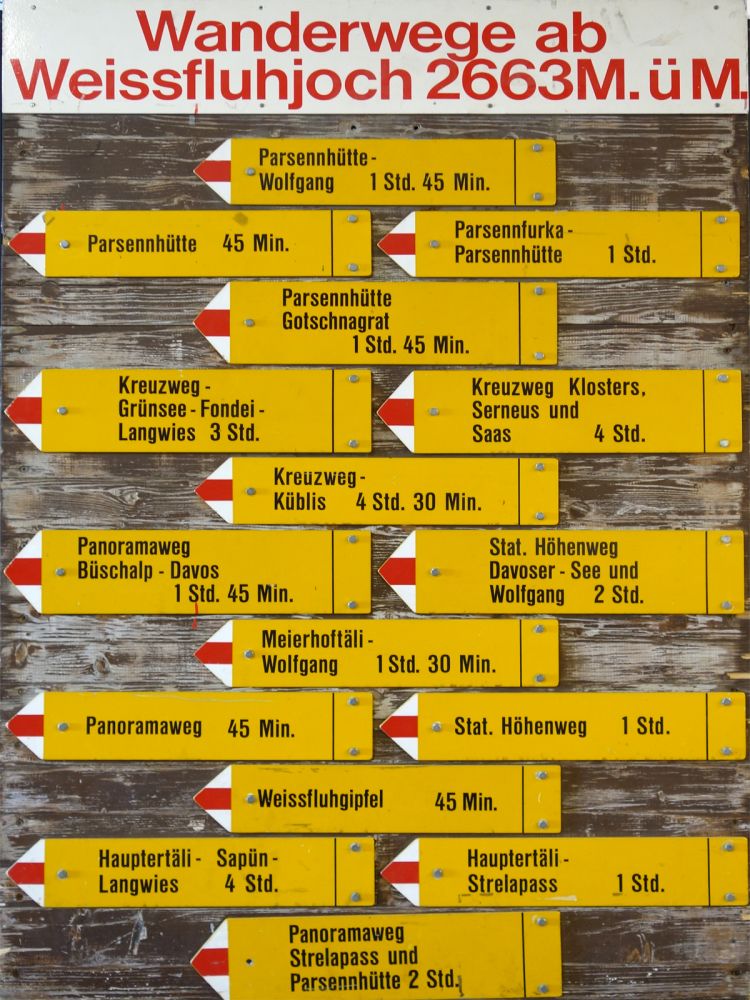 Wanderwege ab
Weissfluhjoch 2663M.ü M.
Parsennhütte -
Wolfgang 1 Std. 45 Min.
Parsennhütte 45 Min.
Parsennfurka -
Parsennhütte 1 Std.
Parsennhütte
Gotschnagrat
1 Std. 45 Min.
Kreuzweg -
Grünsee - Fondei -
Langwies 3 Std.
Kreuzweg Klosters,
Serneus und
Saas 4 Std.
Kreuzweg -
Küblis 4 Std. 30 Min.
Panoramaweg
Büschalp - Davos
1 Std. 45 Min.
Stat. Höhenweg
Davoser - See und
Wolfgang 2 Std.
Meierhoftäli -
Wolfgang 1 Std. 30 Min.
Panoramaweg 45 Min.
Stat. Höhenweg 1 Std.
Weissfluhgipfel 45 Min.
Hauptertäli - Sapün -
Langwies 4 Std.
Hauptertäli -
Strelapass 1 Std.
Panoramaweg
Strelapass und
Parsennhütte 2 Std.